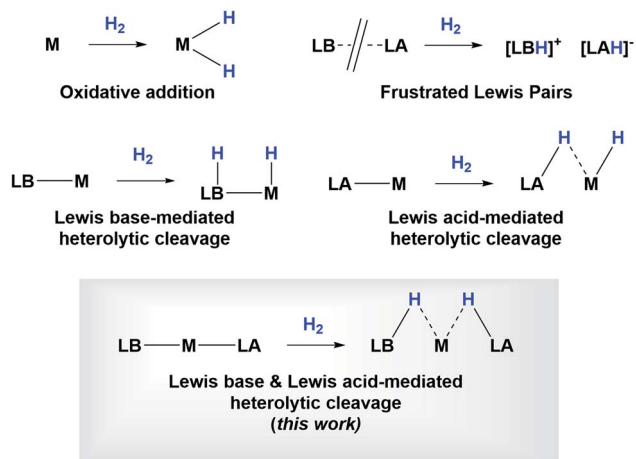 M H₂ M H H
Oxidative addition
LB LA H₂ [LBH]⁺ [LAH]⁻
Frustrated Lewis Pairs
LB M H₂ H H LB M
Lewis base-mediated
heterolytic cleavage
LA M H₂ H H LA M
Lewis acid-mediated
heterolytic cleavage
LB M LA H₂ H H LB M LA
Lewis base & Lewis acid-mediated
heterolytic cleavage
(this work)